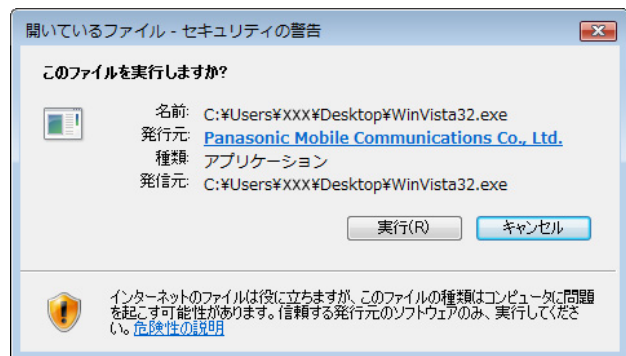 開いているファイル - セキュリティの警告
このファイルを実行しますか?
名前: C:¥Users¥XXX¥Desktop¥WinVista32.exe
発行元: Panasonic Mobile Communications Co., Ltd.
種類: アプリケーション
発信元: C:¥Users¥XXX¥Desktop¥WinVista32.exe
実行(R) キャンセル
インターネットのファイルは役に立ちますが、このファイルの種類はコンピュータに問題
を起こす可能性があります。信頼する発行元のソフトウェアのみ、実行してくださ
い。危険性の説明